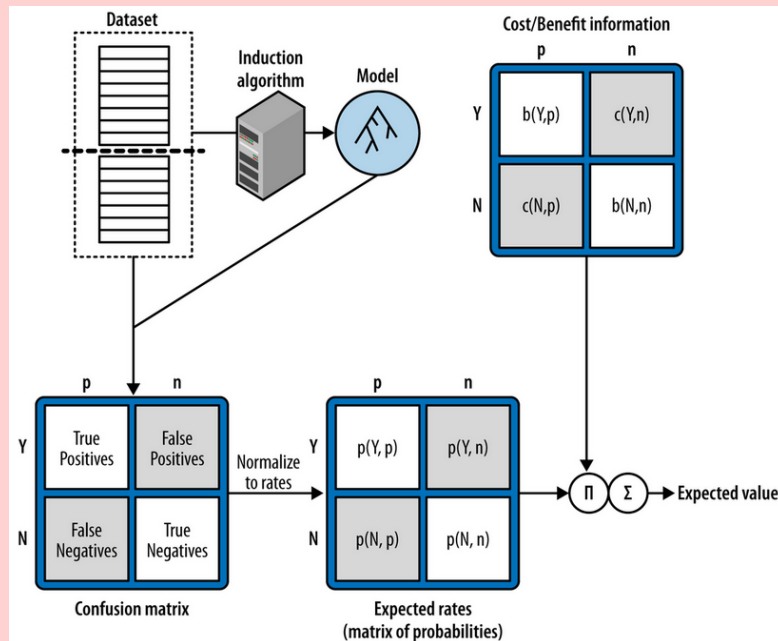 Dataset
Induction
algorithm
Model
Cost/Benefit information
p n
Y b(Y,p) c(Y,n)
N c(N,p) b(N,n)
p n
Y True
Positives
False
Positives
N False
Negatives
True
Negatives
Confusion matrix
Normalize
to rates
p n
Y p(Y, p) p(Y, n)
N p(N, p) p(N, n)
Expected rates
(matrix of probabilities)
Π Σ Expected value